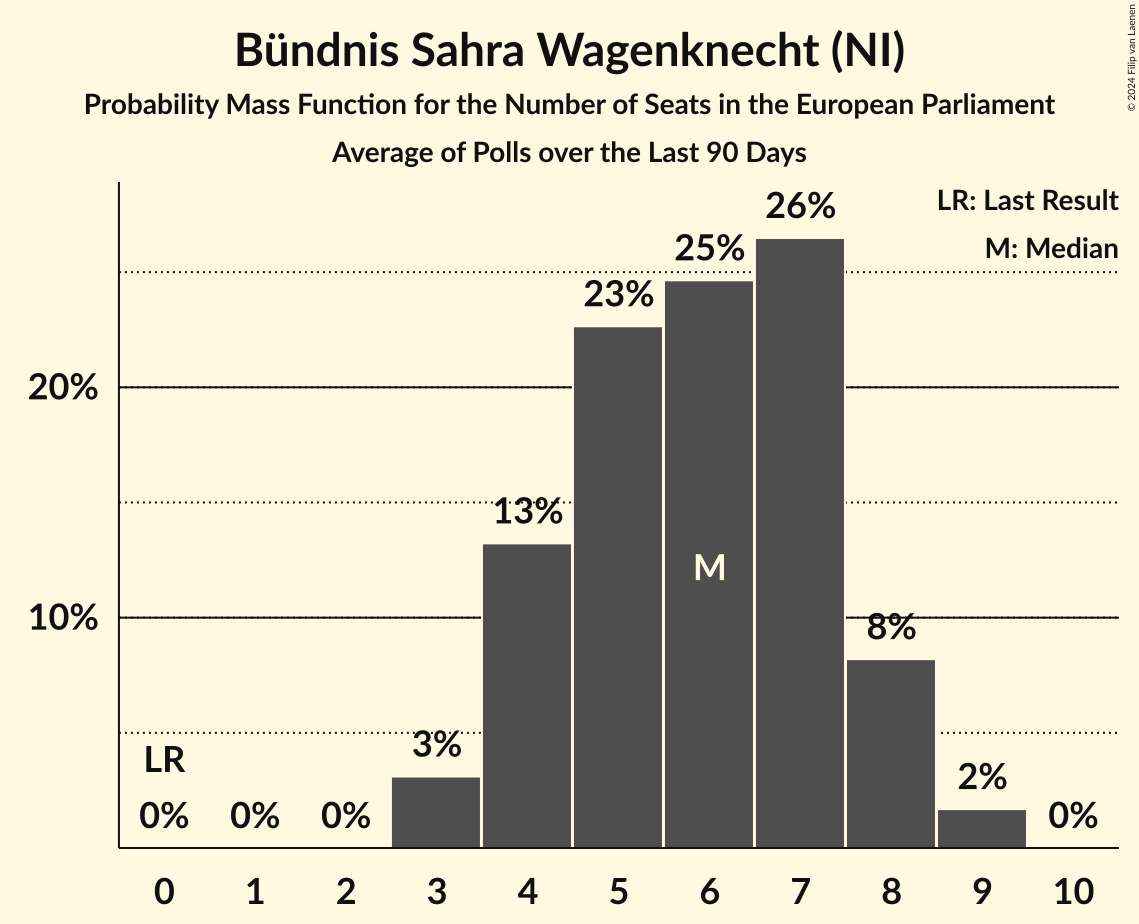 Bündnis Sahra Wagenknecht (NI)
Probability Mass Function for the Number of Seats in the European Parliament
Average of Polls over the Last 90 Days
© 2024 Filip van Laenen
LR: Last Result
M: Median
26%
25%
23%
20%
13%
M
10%
8%
3%
LR
2%
0% 0% 0% 0%
0 1 2 3 4 5 6 7 8 9 10